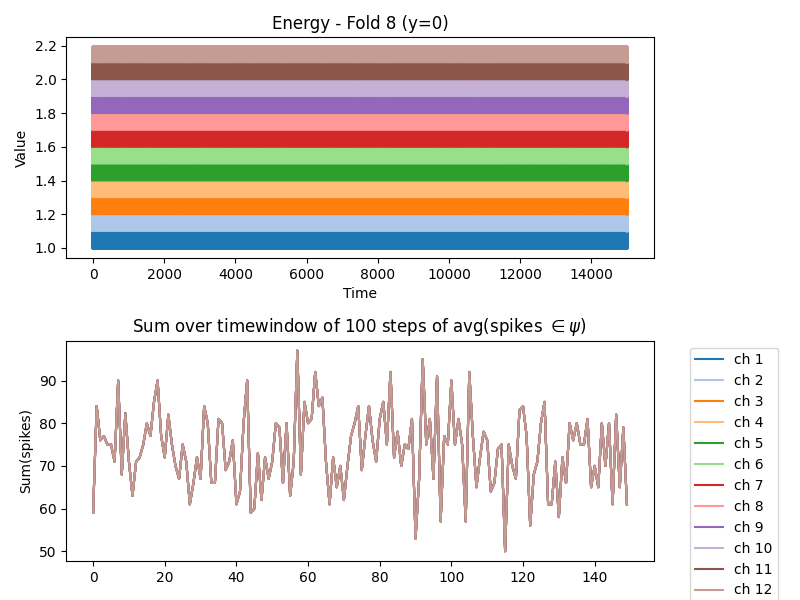 Energy - Fold 8 (y=0)
2.2
2.0
1.8
1.6
1.4
1.2
1.0
Value
0 2000 4000 6000 8000 10000 12000 14000
Time
Sum over timewindow of 100 steps of avg(spikes ∈ψ)
90
80
70
60
50
Sum(spikes)
0 20 40 60 80 100 120 140
ch 1
ch 2
ch 3
ch 4
ch 5
ch 6
ch 7
ch 8
ch 9
ch 10
ch 11
ch 12